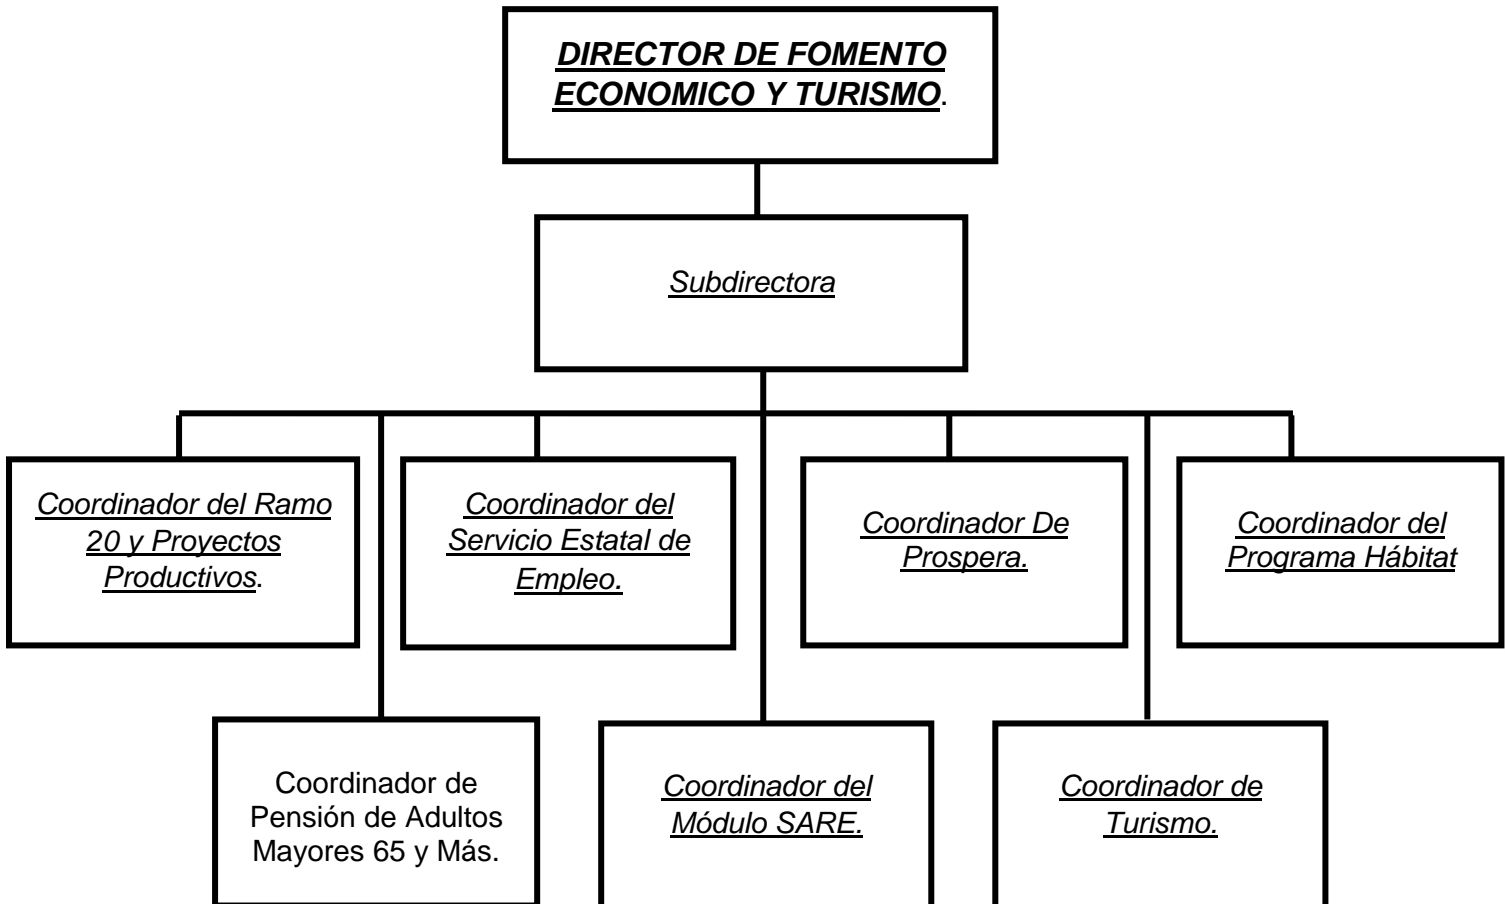 DIRECTOR DE FOMENTO
ECONOMICO Y TURISMO.
Subdirectora
Coordinador del Ramo
20 y Proyectos
Productivos.
Coordinador del
Servicio Estatal de
Empleo.
Coordinador De
Prospera.
Coordinador del
Programa Hábitat
Coordinador de
Pensión de Adultos
Mayores 65 y Más.
Coordinador del
Módulo SARE.
Coordinador de
Turismo.